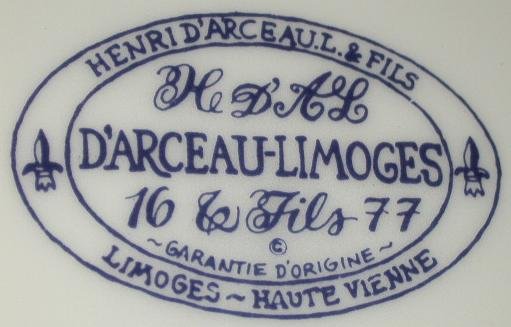 HENRI D'ARCEAU.L. & FILS
H D'AL
D'ARCEAU-LIMOGES
16 & Fils 77
©
~GARANTIE D'ORIGINE~
LIMOGES ~ HAUTE VIENNE